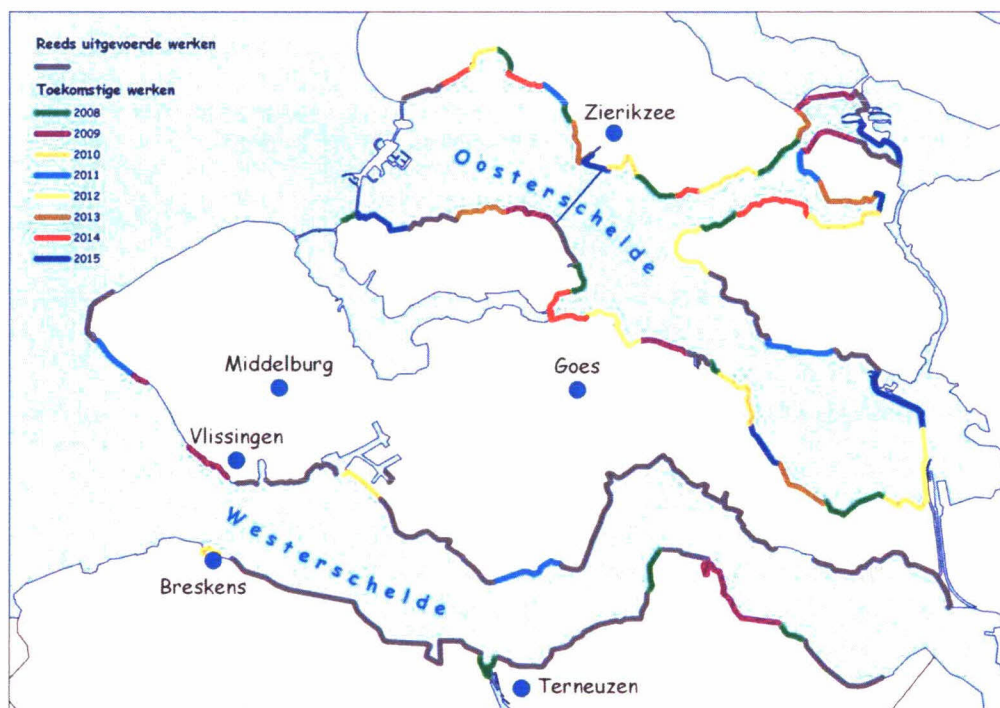 Reeds uitgevoerde werken
Toekomstige werken
2008
2009
2010
2011
2012
2013
2014
2015
Zierikzee
Oosterschelde
Middelburg
Goes
Vlissingen
Westerschelde
Breskens
Terneuzen